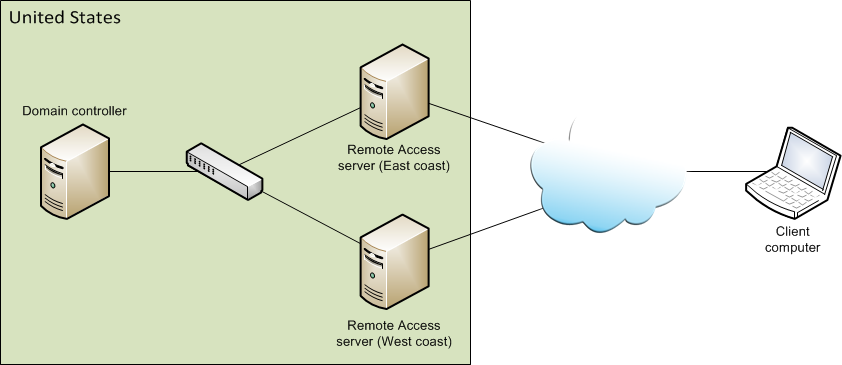 United States
Domain controller
Remote Access
server (East coast)
Remote Access
server (West coast)
Client
computer